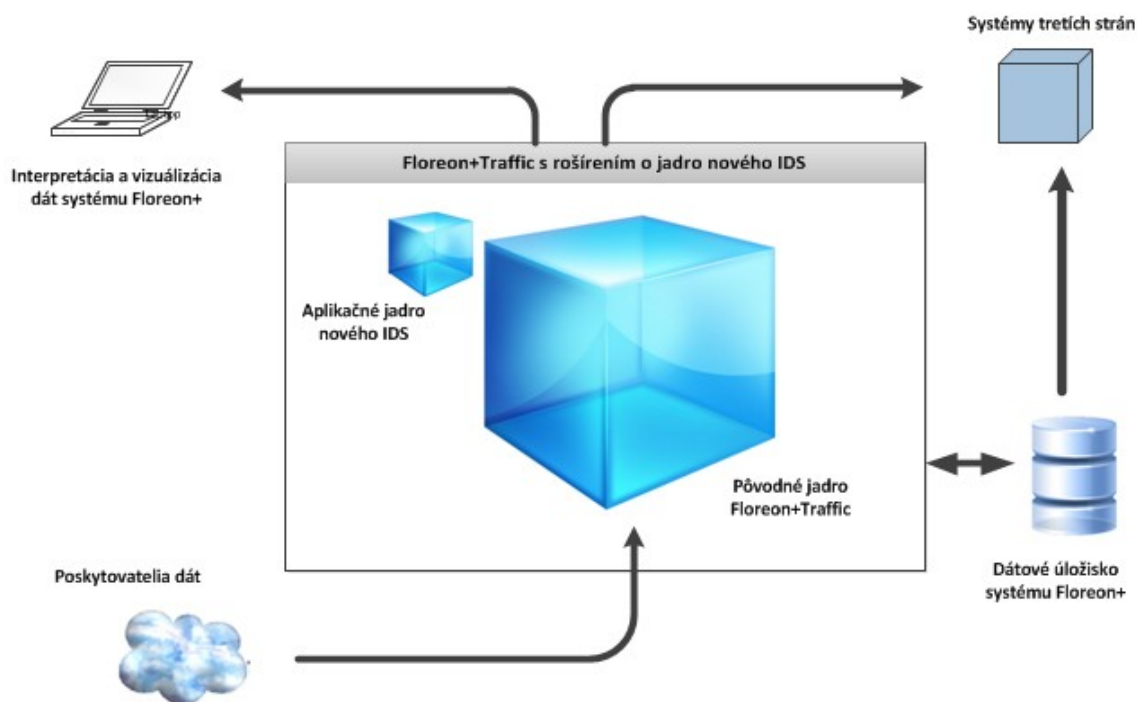 Systémy tretích strán
Interpretácia a vizuálizácia
dát systému Floreon+
Floreon+Traffic s rošírením o jadro nového IDS
Aplikačné jadro
nového IDS
Pôvodné jadro
Floreon+Traffic
Poskytovatelia dát
Dátové úložisko
systému Floreon+